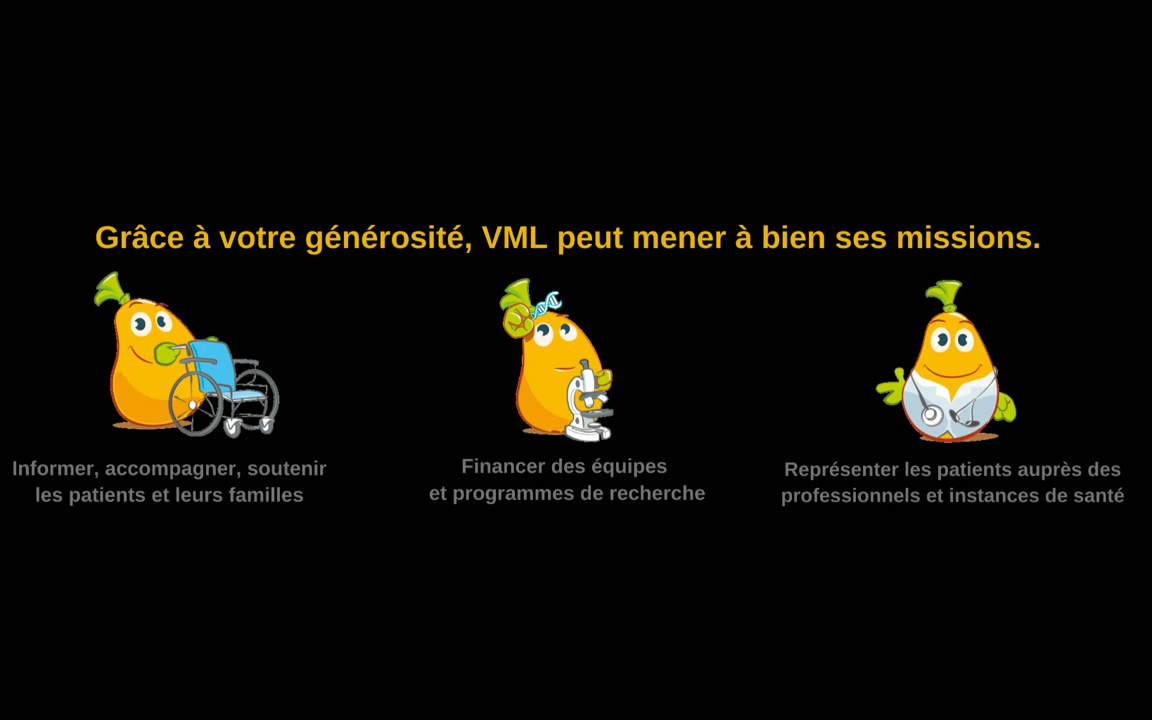 Grâce à votre générosité, VML peut mener à bien ses missions.
Informer, accompagner, soutenir
les patients et leurs familles
Financer des équipes
et programmes de recherche
Représenter les patients auprès des
professionnels et instances de santé